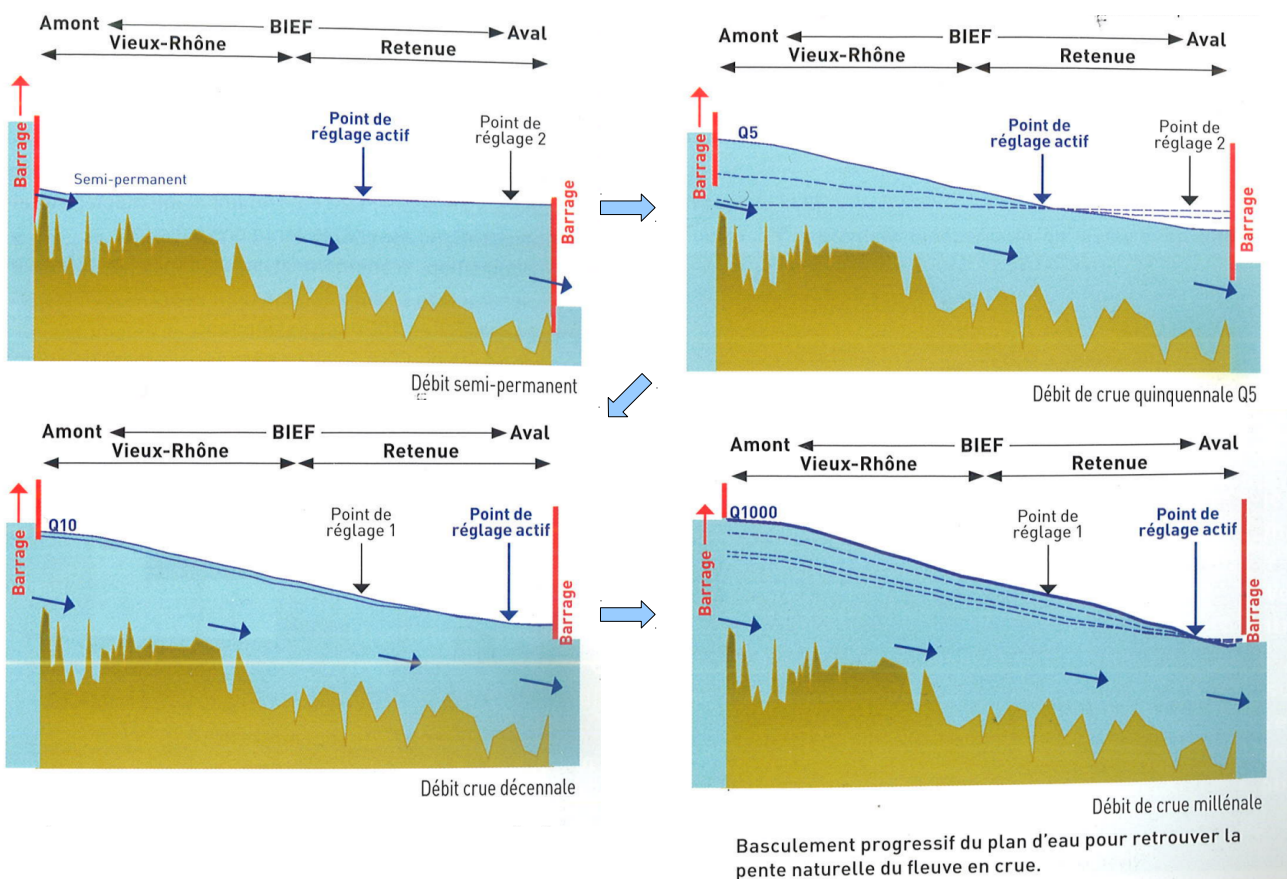 Amont BIEF Aval
Vieux-Rhône Retenue
Barrage
Semi-permanent
Point de
réglage actif
Point de
réglage 2
Barrage
Débit semi-permanent
Amont BIEF Aval
Vieux-Rhône Retenue
Barrage
Q5
Point de
réglage actif
Point de
réglage 2
Barrage
Débit de crue quinquennale Q5
Amont BIEF Aval
Vieux-Rhône Retenue
Barrage
Q10
Point de
réglage 1
Point de
réglage actif
Barrage
Débit crue décennale
Amont BIEF Aval
Vieux-Rhône Retenue
Barrage
Q1000
Point de
réglage 1
Point de
réglage actif
Barrage
Débit de crue millénale
Basculement progressif du plan d'eau pour retrouver la
pente naturelle du fleuve en crue.